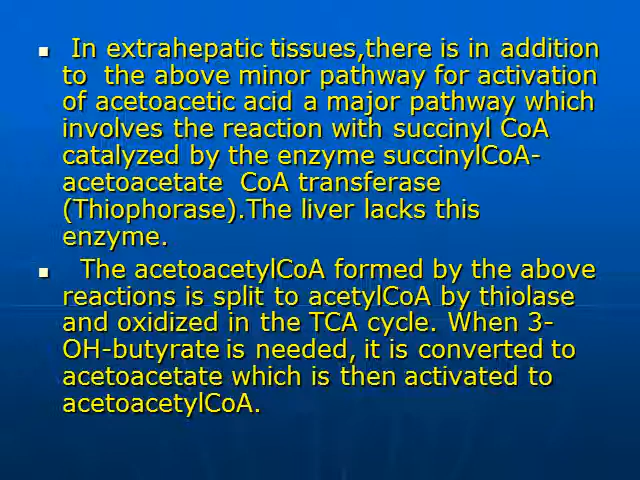 In extrahepatic tissues,there is in addition
to the above minor pathway for activation
of acetoacetic acid a major pathway which
involves the reaction with succinyl CoA
catalyzed by the enzyme succinylCoA-
acetoacetate CoA transferase
(Thiophorase).The liver lacks this
enzyme.
The acetoacetylCoA formed by the above
reactions is split to acetylCoA by thiolase
and oxidized in the TCA cycle. When 3-
OH-butyrate is needed, it is converted to
acetoacetate which is then activated to
acetoacetylCoA.